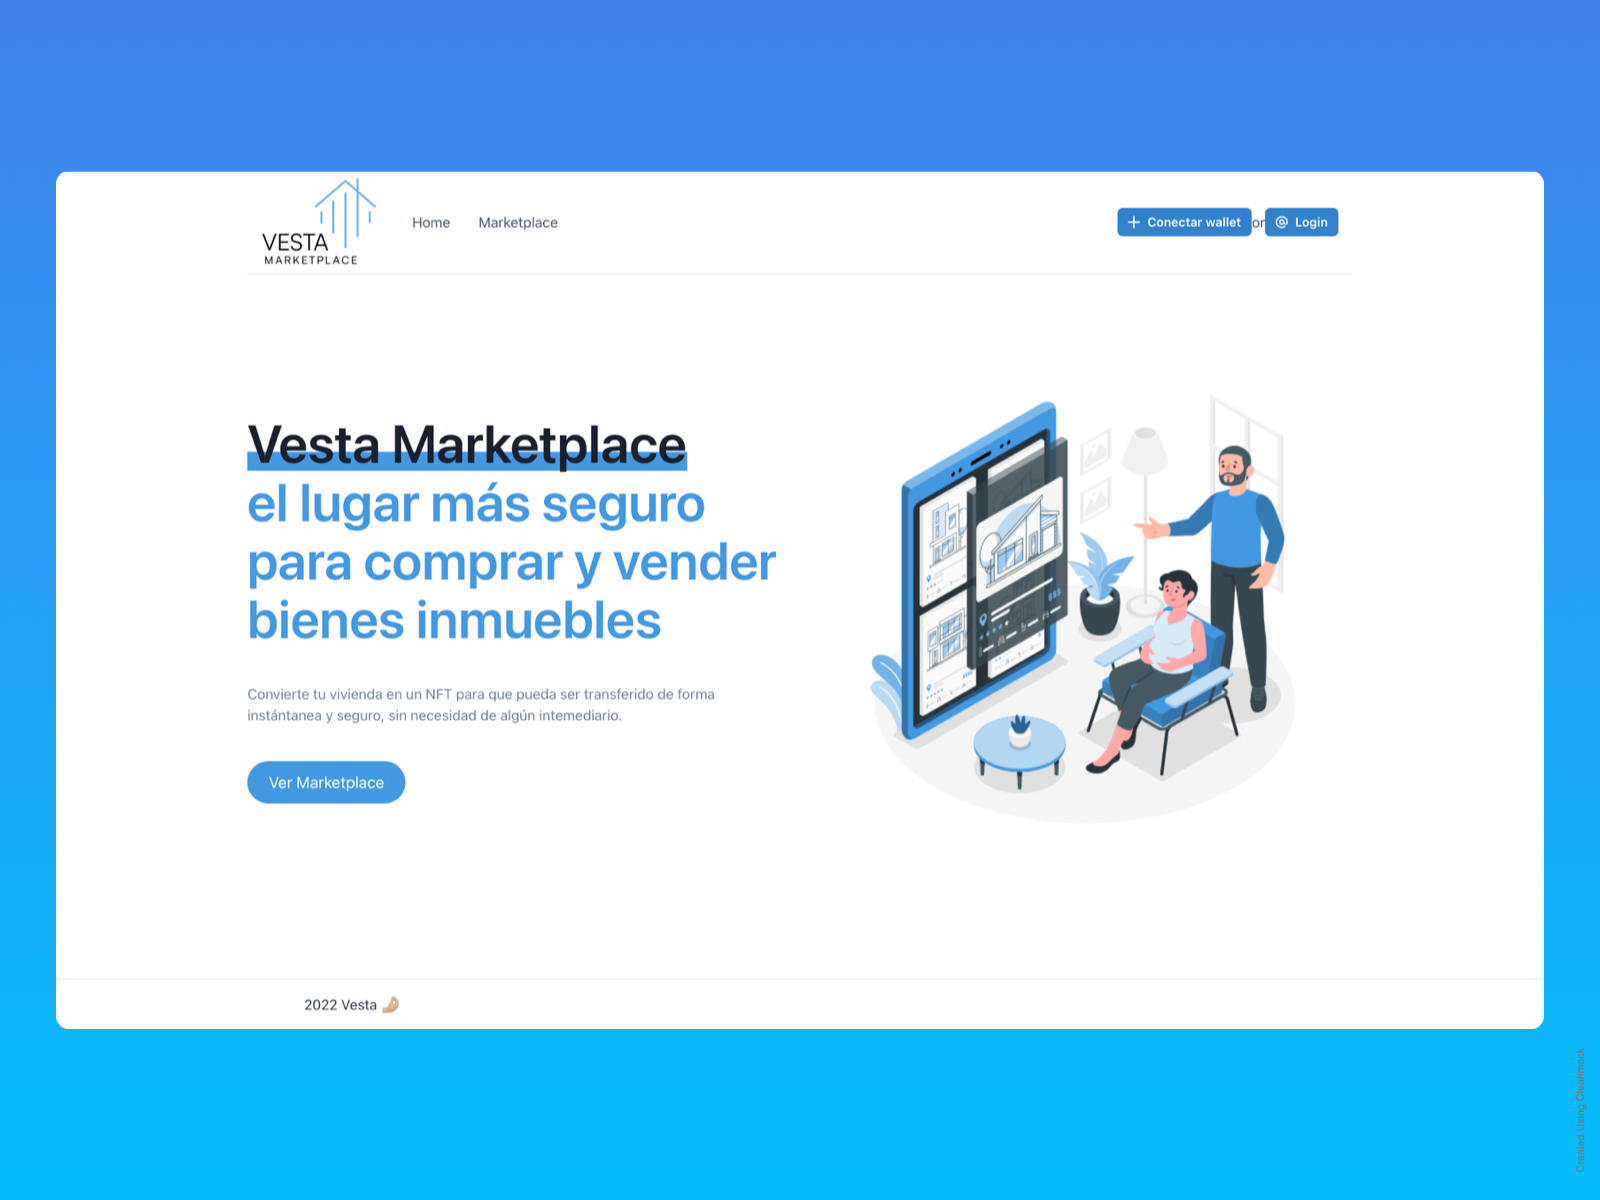 VESTA
MARKETPLACE
Home
Marketplace
Conectar wallet
or
Login
Vesta Marketplace
el lugar más seguro
para comprar y vender
bienes inmuebles
Convierte tu vivienda en un NFT para que pueda ser transferido de forma
instántanea y seguro, sin necesidad de algún intemediario.
Ver Marketplace
$$$
2022 Vesta
Created Using Cleanmock